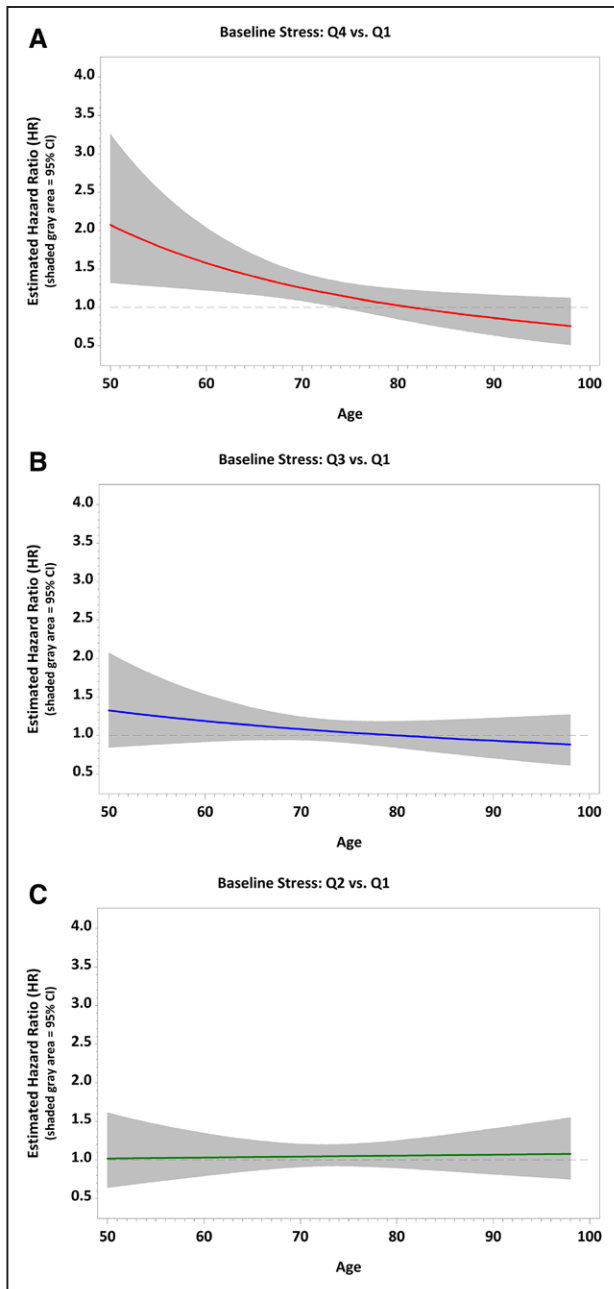 A
Baseline Stress: Q4 vs. Q1
Estimated Hazard Ratio (HR)
(shaded gray area = 95% CI)
4.0
3.5
3.0
2.5
2.0
1.5
1.0
0.5
50 60 70 80 90 100
Age
B
Baseline Stress: Q3 vs. Q1
Estimated Hazard Ratio (HR)
(shaded gray area = 95% CI)
4.0
3.5
3.0
2.5
2.0
1.5
1.0
0.5
50 60 70 80 90 100
Age
C
Baseline Stress: Q2 vs. Q1
Estimated Hazard Ratio (HR)
(shaded gray area = 95% CI)
4.0
3.5
3.0
2.5
2.0
1.5
1.0
0.5
50 60 70 80 90 100
Age